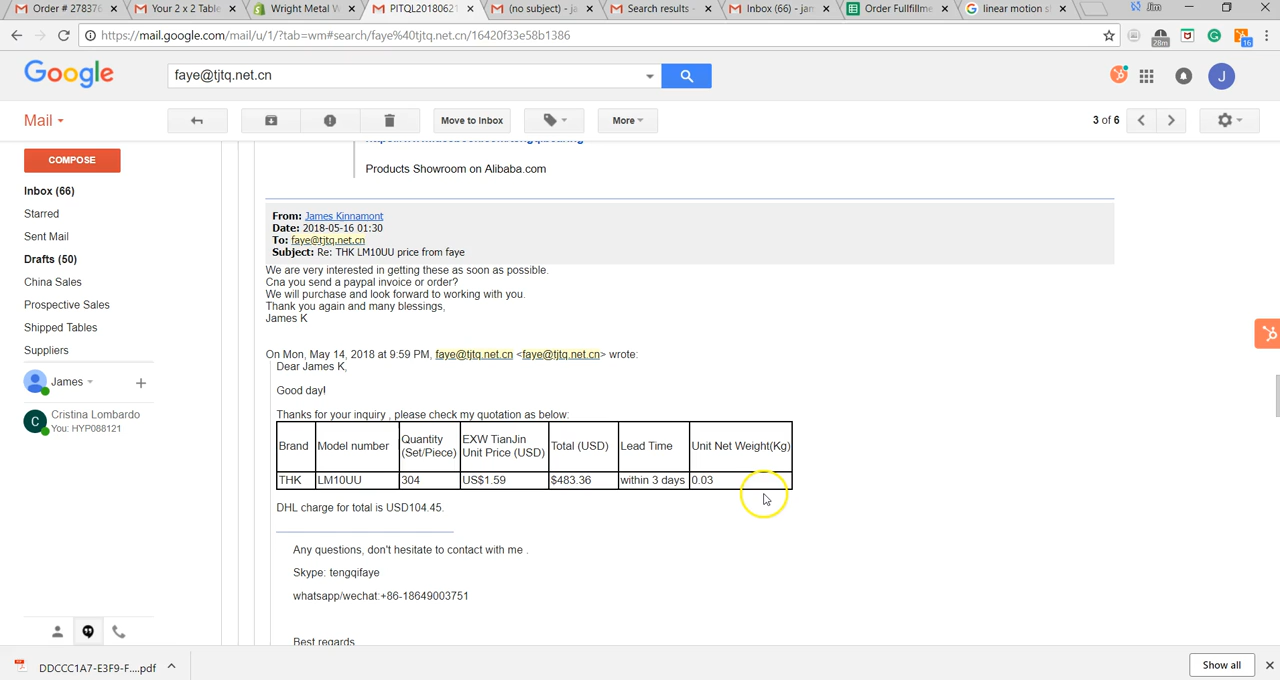 Order # 278376
Your 2 x 2 Table
Wright Metal W
PITQL20180621
(no subject) - ja
Search results -
Inbox (66) - jam
Order Fullfillme
linear motion s
Jim
https://mail.google.com/mail/u/1/?tab=wm#search/faye%40tjtq.net.cn/16420f33e58b1386
28m
16
Google
faye@tjtq.net.cn
J
Mail
Move to Inbox
More
3 of 6
COMPOSE
Inbox (66)
Starred
Sent Mail
Drafts (50)
China Sales
Prospective Sales
Shipped Tables
Suppliers
James
C
Cristina Lombardo
You: HYP088121
Products Showroom on Alibaba.com
From: James Kinnamont
Date: 2018-05-16 01:30
To: faye@tjtq.net.cn
Subject: Re: THK LM10UU price from faye
We are very interested in getting these as soon as possible.
Cna you send a paypal invoice or order?
We will purchase and look forward to working with you.
Thank you again and many blessings,
James K
On Mon, May 14, 2018 at 9:59 PM, faye@tjtq.net.cn <faye@tjtq.net.cn> wrote:
Dear James K,
Good day!
Thanks for your inquiry , please check my quotation as below:
Brand Model number Quantity (Set/Piece) EXW TianJin Unit Price (USD) Total (USD) Lead Time Unit Net Weight(Kg)
THK LM10UU 304 US$1.59 $483.36 within 3 days 0.03
DHL charge for total is USD104.45.
Any questions, don't hesitate to contact with me .
Skype: tengqifaye
whatsapp/wechat:+86-18649003751
Best regards
DDCCC1A7-E3F9-F....pdf
Show all